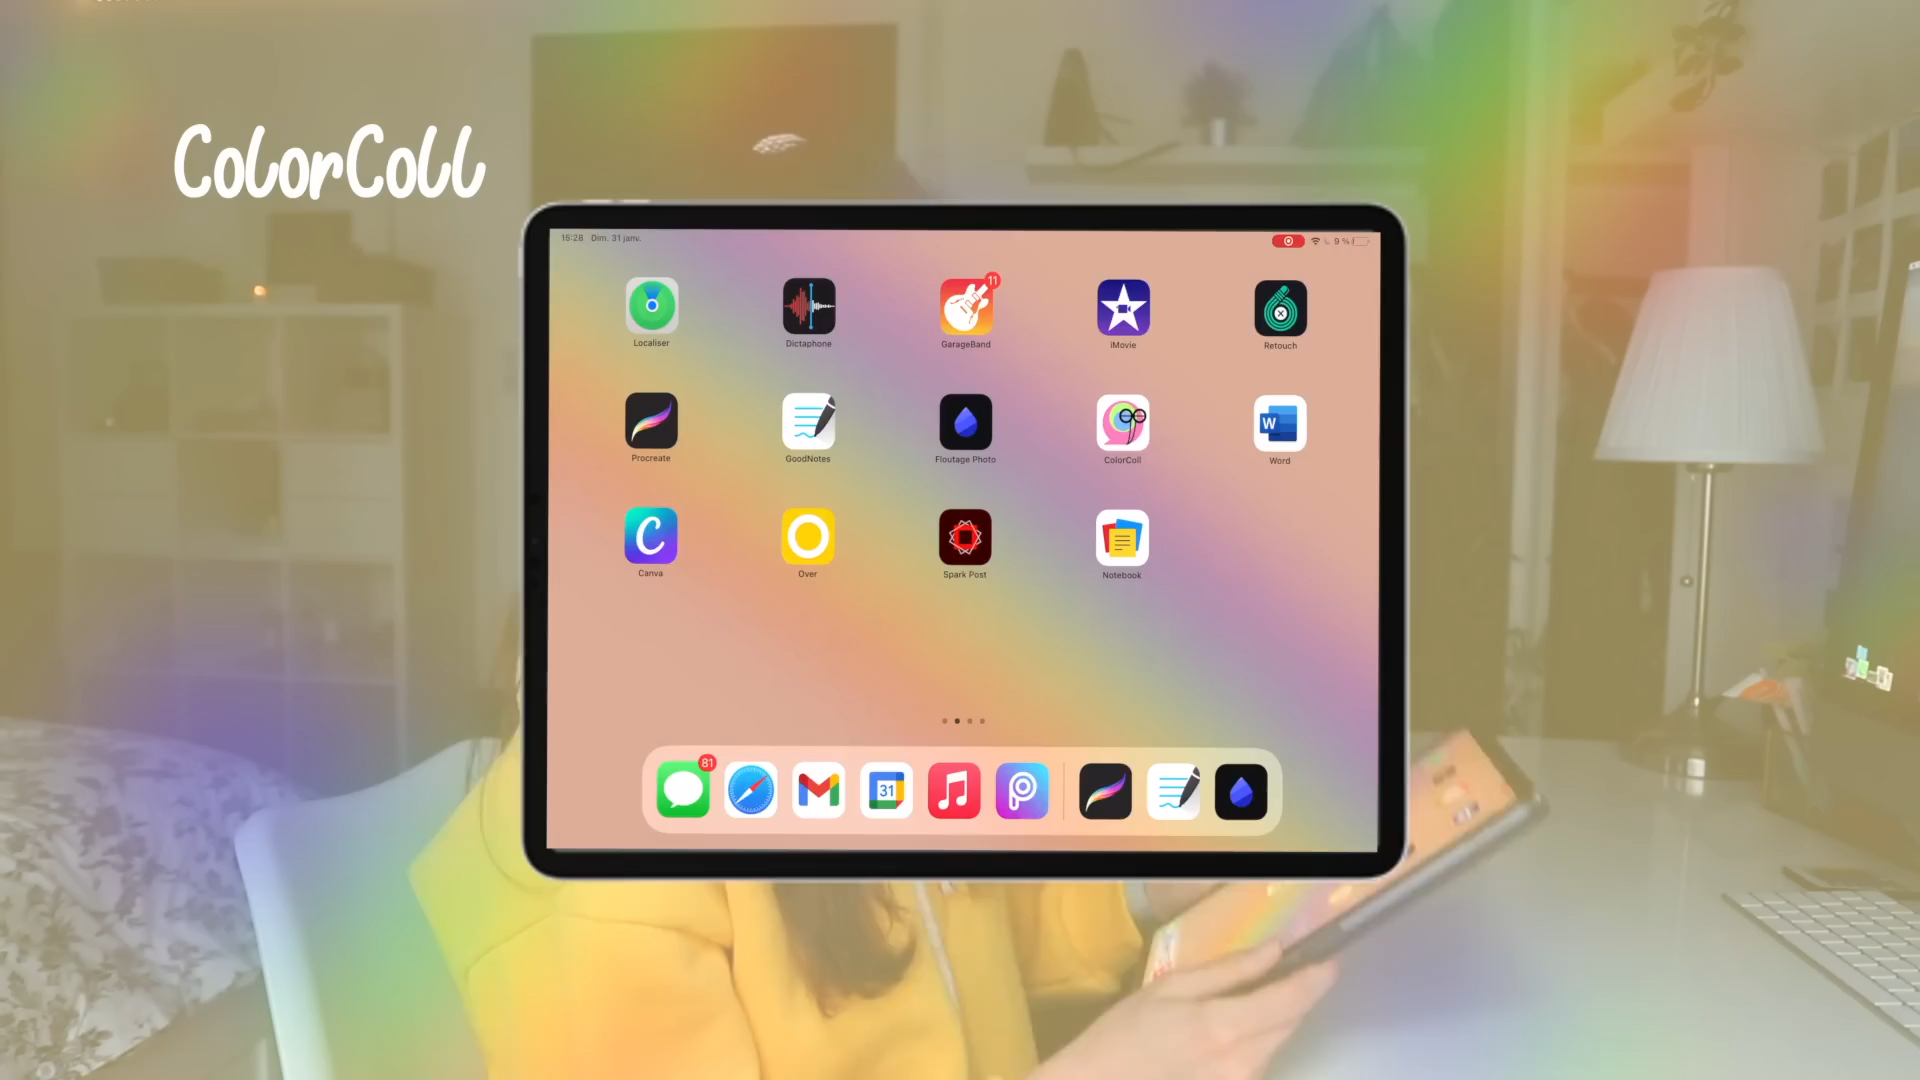 ColorColl
16:28 Dim. 31 janv.
9 %
11
Localiser
Dictaphone
GarageBand
iMovie
Retouch
X
Procreate
GoodNotes
Floutage Photo
ColorColl
Word
W
C
Canva
Over
Spark Post
Notebook
81
31